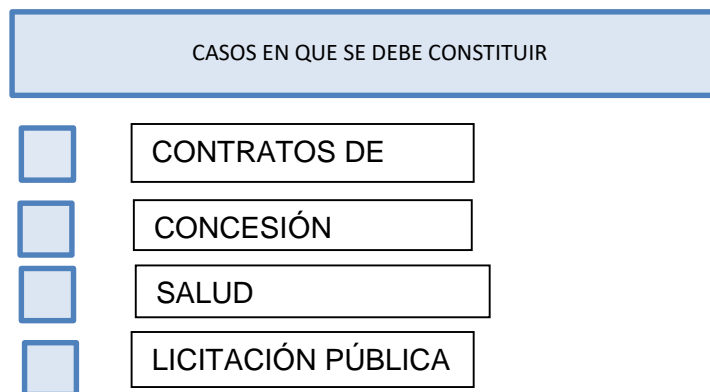 CASOS EN QUE SE DEBE CONSTITUIR
CONTRATOS DE
CONCESIÓN
SALUD
LICITACIÓN PÚBLICA